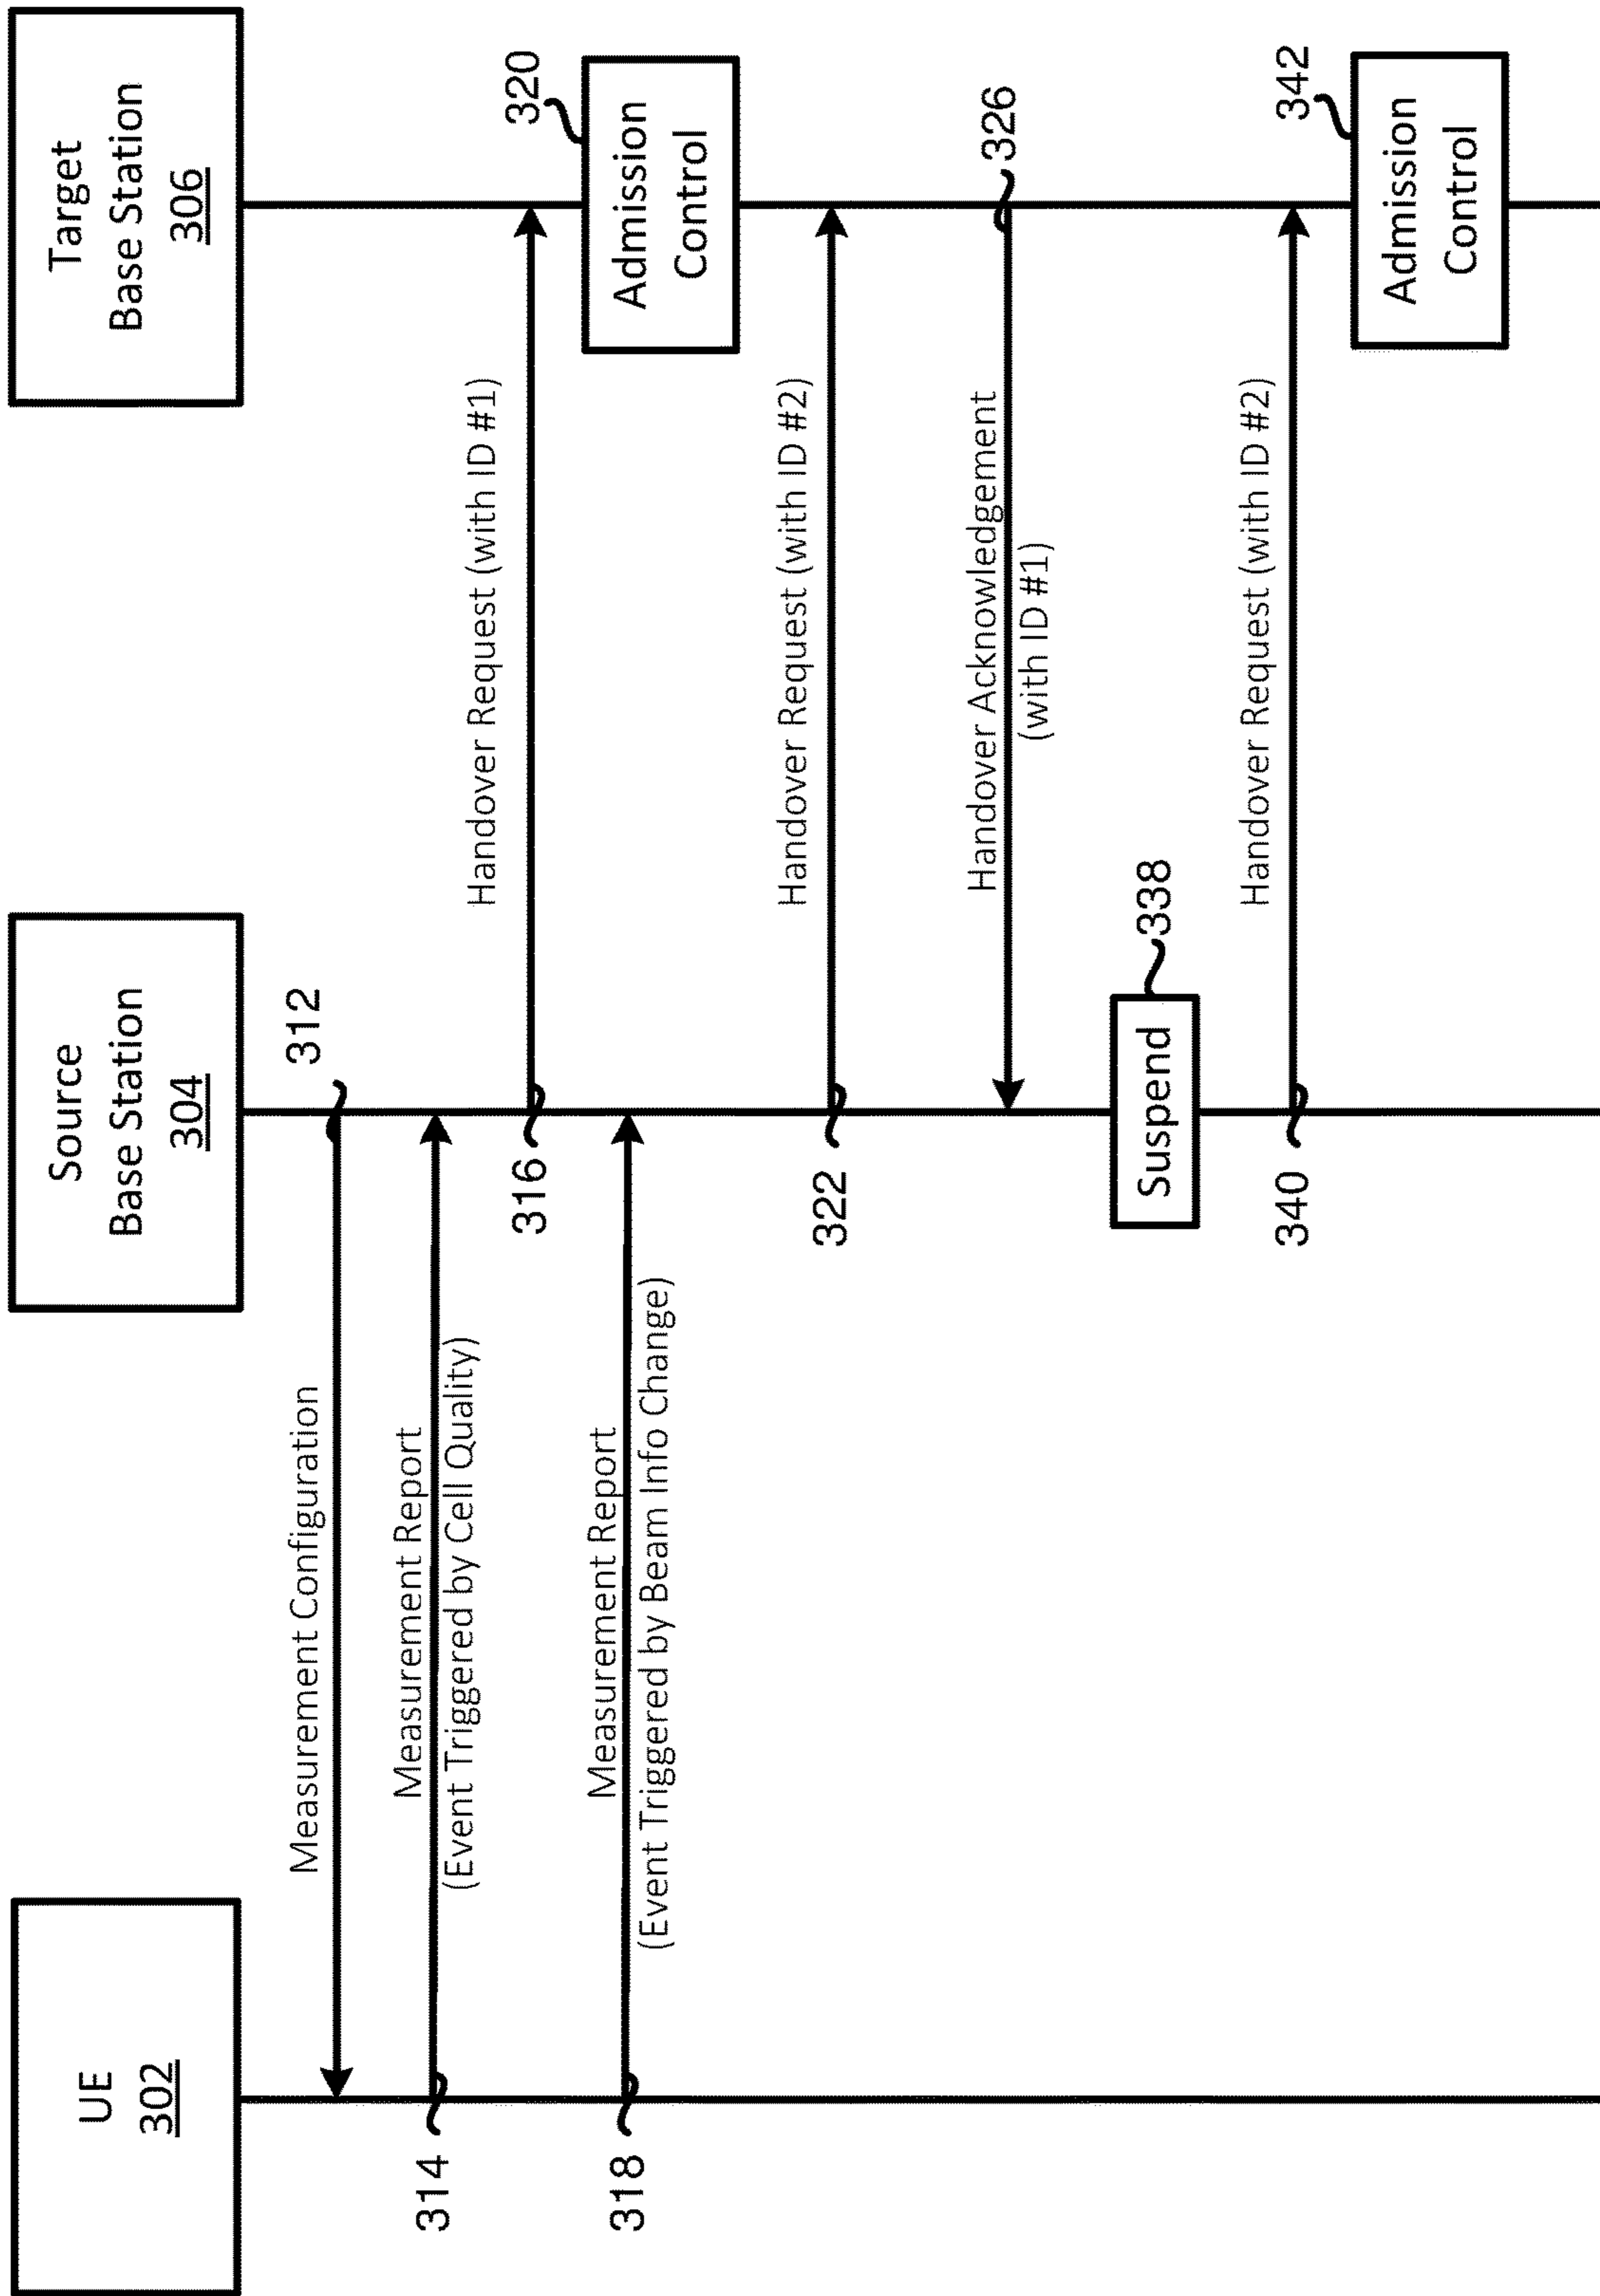 UE
302
Source
Base Station
304
Target
Base Station
306
312
Measurement Configuration
314
Measurement Report
(Event Triggered by Cell Quality)
316
Handover Request (with ID #1)
318
Measurement Report
(Event Triggered by Beam Info Change)
320
Admission
Control
322
Handover Request (with ID #2)
326
Handover Acknowledgement
(with ID #1)
Suspend
338
340
Handover Request (with ID #2)
342
Admission
Control